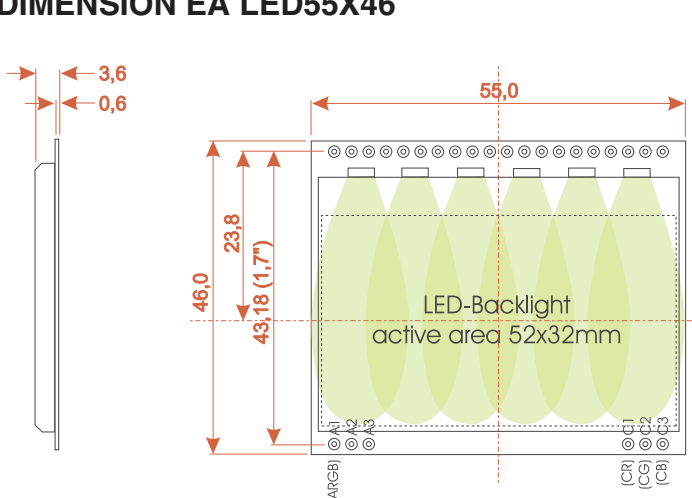 DIMENSION EA LED55X46
3,6
0,6
55,0
46,0
23,8
43,18 (1,7")
LED-Backlight
active area 52x32mm
A1
A2
A3
C1
C2
C3
ARGB)
(CR)
(CG)
(CB)